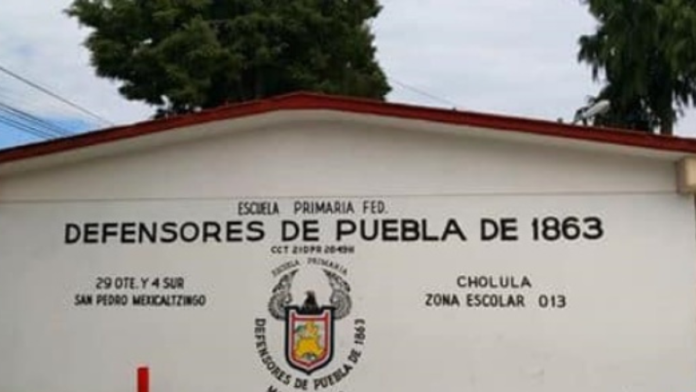 ESCUELA PRIMARIA FED.
DEFENSORES DE PUEBLA DE 1863
CCT 21DPR2849H
29 OTE. Y 4 SUR
SAN PEDRO MEXICALTZINGO
CHOLULA
ZONA ESCOLAR 013
ESCUELA PRIMARIA
DEFENSORES DE PUEBLA DE 1863